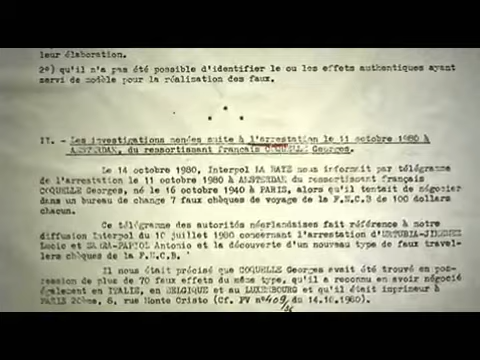 leur élaboration.
2°) qu'il n'a pas été possible d'identifier le ou les effets authentiques ayant
servi de modèle pour la réalisation des faux.
* * *
II. - Les investigations menées suite à l'arrestation le 11 octobre 1980 à
AMSTERDAM, du ressortissant français COQUELLE Georges.
Le 14 octobre 1980, Interpol LA HAYE nous informait par télégramme
de l'arrestation le 11 octobre 1980 à AMSTERDAM du ressortissant français
COQUELLE Georges, né le 16 octobre 1940 à PARIS, alors qu'il tentait de négocier
dans un bureau de change 7 faux chèques de voyage de la F.N.C.B de 100 dollars
chacun.
Ce télégramme des autorités néerlandaises fait référence à notre
diffusion Interpol du 10 juillet 1980 concernant l'arrestation d'URTUBIA-JIMENEZ
Lucio et Antonio et la découverte d'un nouveau type de faux travel-
lers chèques de la F.N.C.B.
Il nous était précisé que COQUELLE Georges avait été trouvé en pos-
session de plus de 70 faux effets du même type, qu'il a reconnu en avoir négocié
également en ITALIE, en BELGIQUE et au LUXEMBOURG et qu'il était imprimeur à
PARIS 20ème, 6, rue Monte Cristo (Cf. PV n°409/ du 14.10.1980).